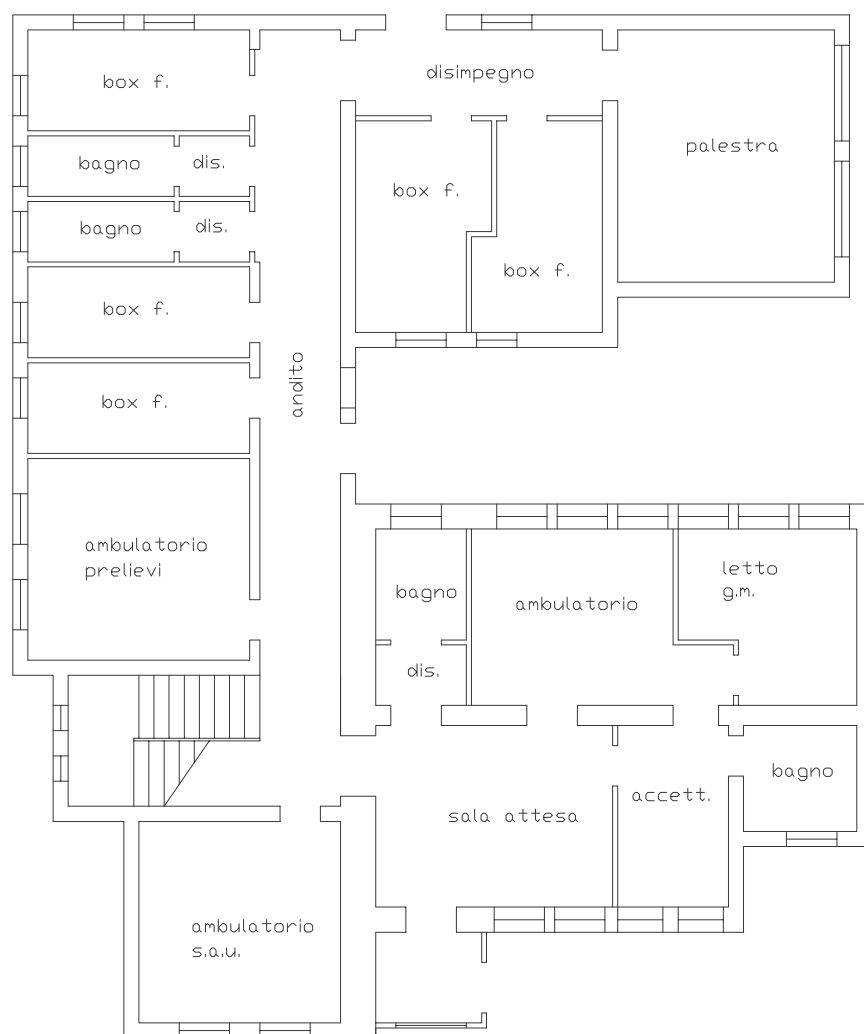 disimpegno
box f.
palestra
bagno
dis.
box f.
bagno
dis.
box f.
box f.
andito
box f.
ambulatorio
prelievi
letto
g.m.
bagno
ambulatorio
dis.
bagno
accett.
sala attesa
ambulatorio
s.a.u.